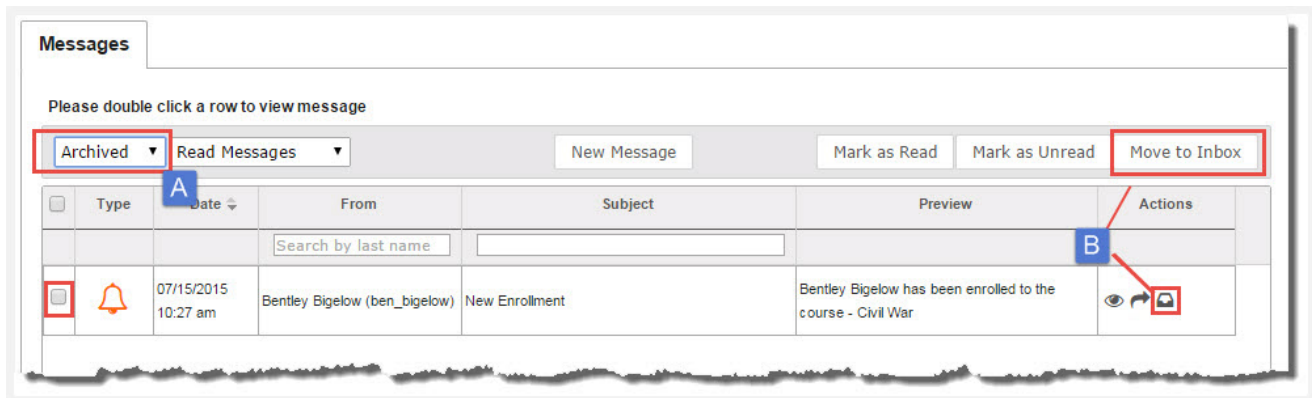 Messages
Please double click a row to view message
Archived Read Messages New Message Mark as Read Mark as Unread Move to Inbox
A
Type Date From Subject Preview Actions
Search by last name
B
07/15/2015
10:27 am
Bentley Bigelow (ben_bigelow) New Enrollment
Bentley Bigelow has been enrolled to the
course - Civil War